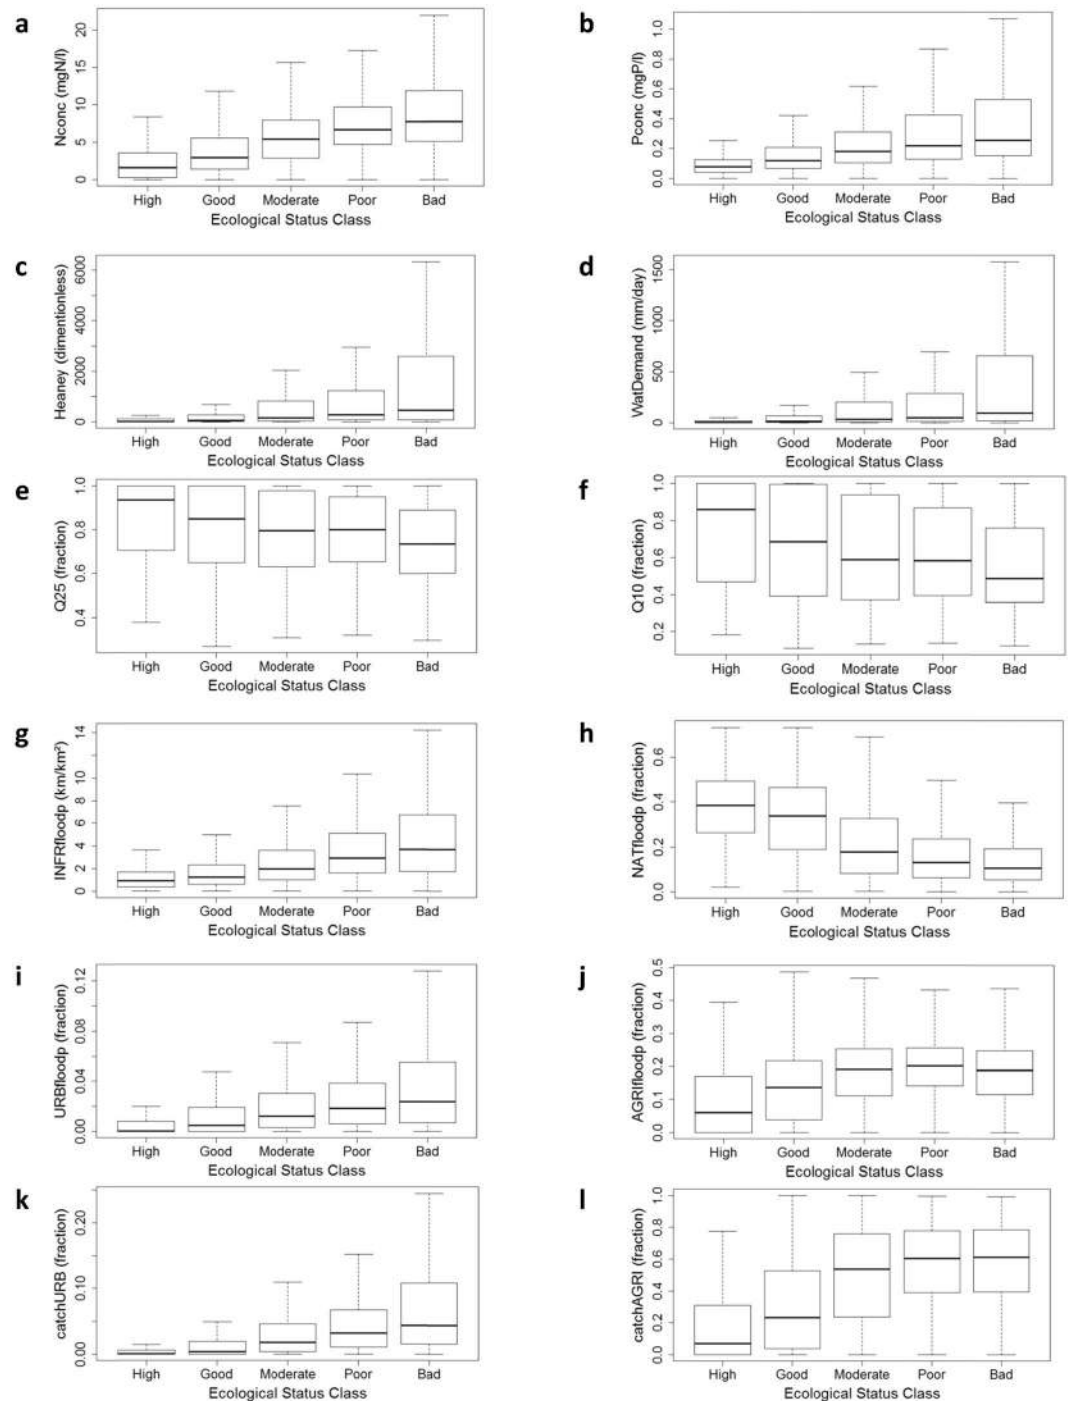 a
Nconc (mgN/l)
0 5 10 15 20
High Good Moderate Poor Bad
Ecological Status Class
b
Pconc (mgP/l)
0.0 0.2 0.4 0.6 0.8 1.0
High Good Moderate Poor Bad
Ecological Status Class
c
Heaney (dimentionless)
0 2000 4000 6000
High Good Moderate Poor Bad
Ecological Status Class
d
WatDemand (mm/day)
0 500 1000 1500
High Good Moderate Poor Bad
Ecological Status Class
e
Q25 (fraction)
0.4 0.6 0.8 1.0
High Good Moderate Poor Bad
Ecological Status Class
f
Q10 (fraction)
0.2 0.4 0.6 0.8 1.0
High Good Moderate Poor Bad
Ecological Status Class
g
INFRfloodp (km/km²)
0 2 4 6 8 10 14
High Good Moderate Poor Bad
Ecological Status Class
h
NATfloodp (fraction)
0.0 0.2 0.4 0.6
High Good Moderate Poor Bad
Ecological Status Class
i
URBfloodp (fraction)
0.00 0.04 0.08 0.12
High Good Moderate Poor Bad
Ecological Status Class
j
AGRIfloodp (fraction)
0.0 0.1 0.2 0.3 0.4 0.5
High Good Moderate Poor Bad
Ecological Status Class
k
catchURB (fraction)
0.00 0.10 0.20
High Good Moderate Poor Bad
Ecological Status Class
l
catchAGRI (fraction)
0.0 0.2 0.4 0.6 0.8 1.0
High Good Moderate Poor Bad
Ecological Status Class